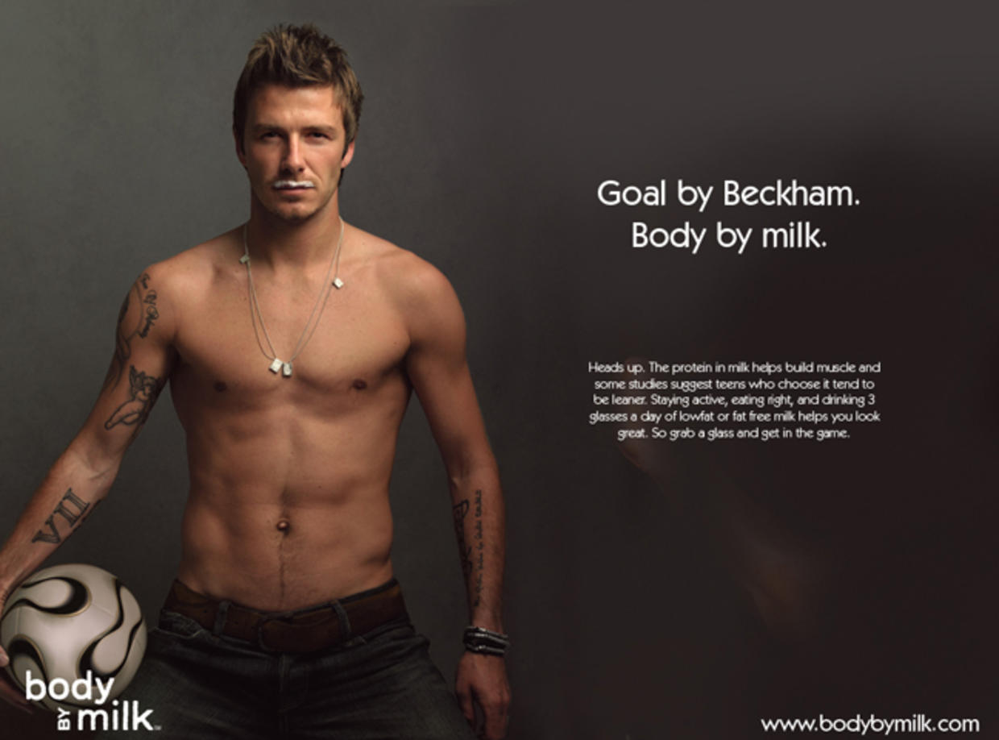 Goal by Beckham.
Body by milk.
Heads up. The protein in milk helps build muscle and
some studies suggest teens who choose it tend to
be leaner. Staying active, eating right, and drinking 3
glasses a day of lowfat or fat free milk helps you look
great. So grab a glass and get in the game.
VII
body
BY milk
www.bodybymilk.com